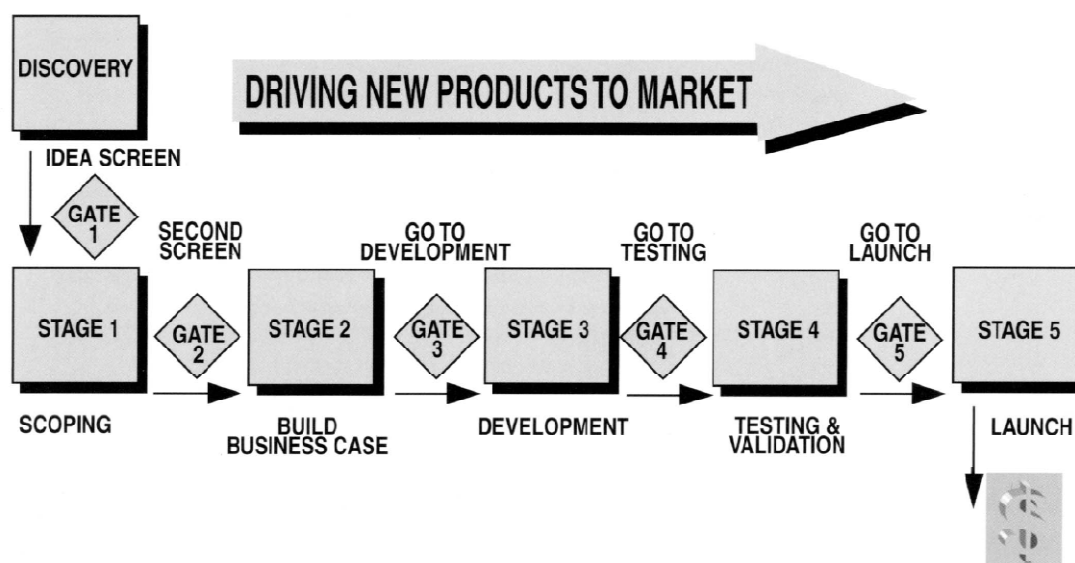 DISCOVERY
DRIVING NEW PRODUCTS TO MARKET
IDEA SCREEN
GATE
1
SECOND
SCREEN
GO TO
DEVELOPMENT
GO TO
TESTING
GO TO
LAUNCH
STAGE 1
GATE
2
STAGE 2
GATE
3
STAGE 3
GATE
4
STAGE 4
GATE
5
STAGE 5
SCOPING
BUILD
BUSINESS CASE
DEVELOPMENT
TESTING &
VALIDATION
LAUNCH
$